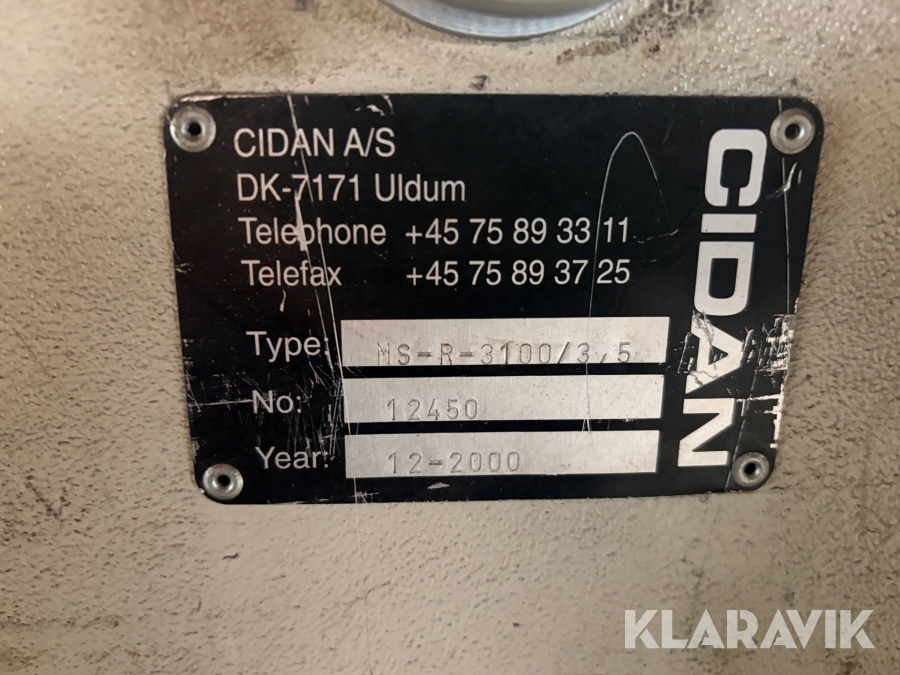 CIDAN A/S
DK-7171 Uldum
Telephone +45 75 89 33 11
Telefax +45 75 89 37 25
Type: MS-R-3100/3,5
No: 12450
Year: 12-2000
CIDAN
KLARAVIK